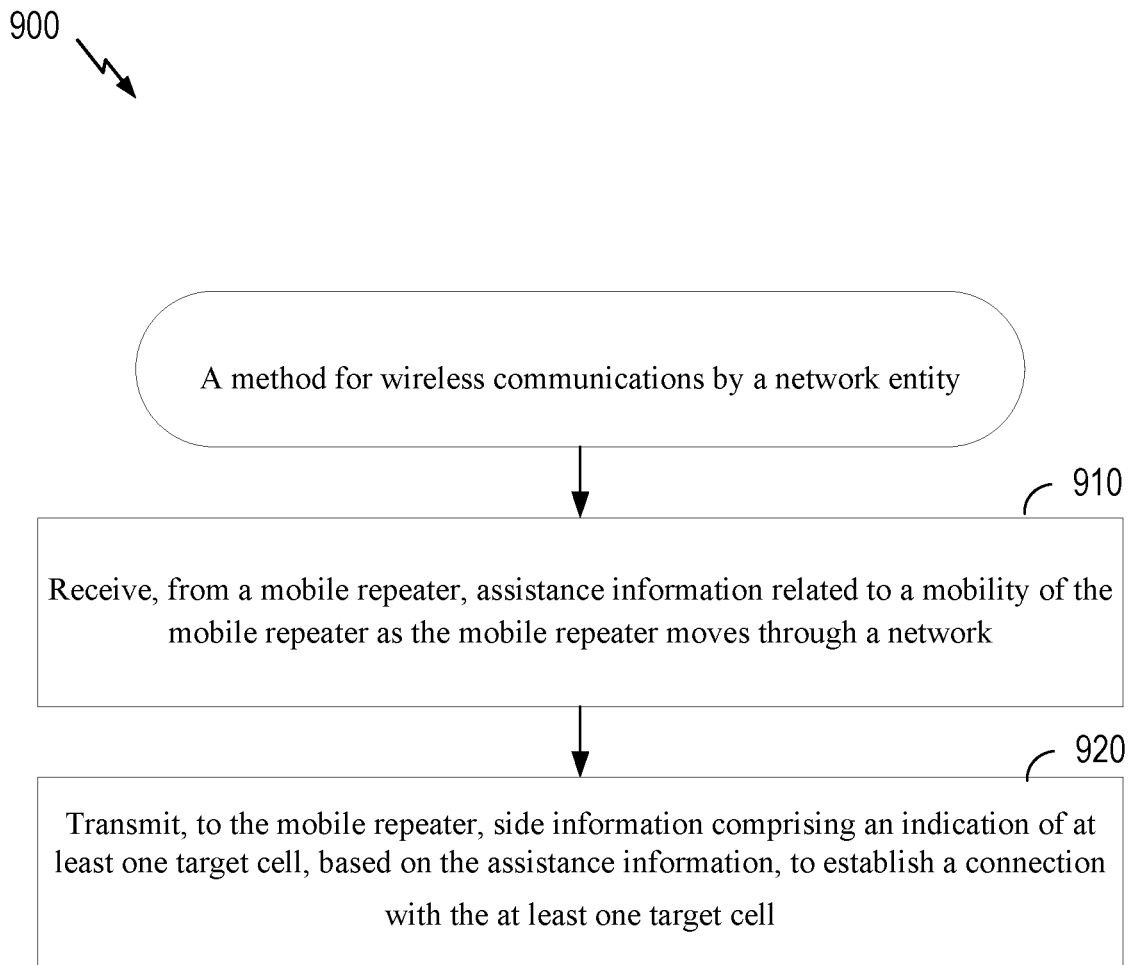 900
A method for wireless communications by a network entity
910
Receive, from a mobile repeater, assistance information related to a mobility of the
mobile repeater as the mobile repeater moves through a network
920
Transmit, to the mobile repeater, side information comprising an indication of at
least one target cell, based on the assistance information, to establish a connection
with the at least one target cell